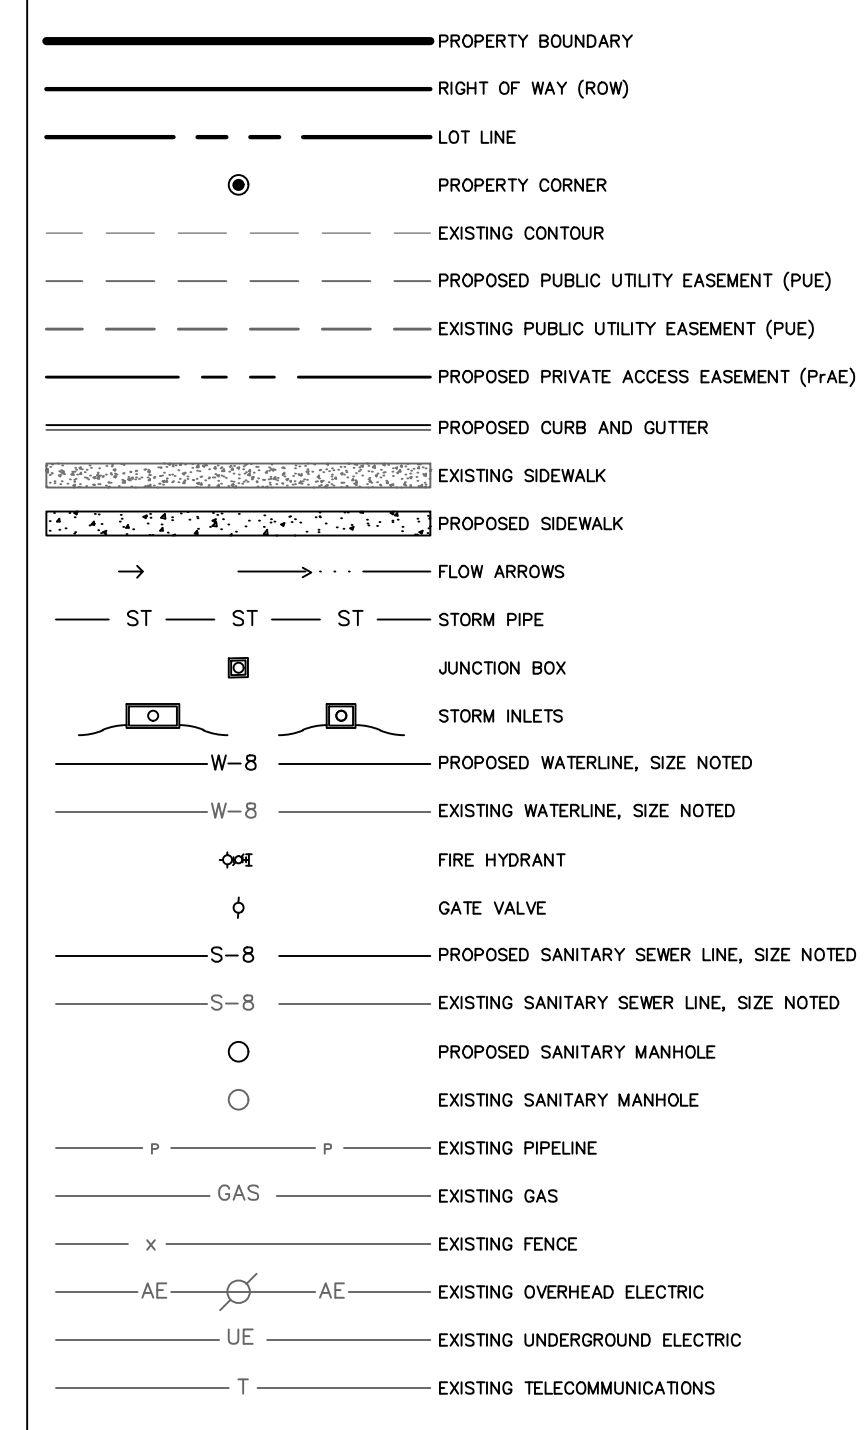 PROPERTY BOUNDARY
RIGHT OF WAY (ROW)
LOT LINE
PROPERTY CORNER
EXISTING CONTOUR
PROPOSED PUBLIC UTILITY EASEMENT (PUE)
EXISTING PUBLIC UTILITY EASEMENT (PUE)
PROPOSED PRIVATE ACCESS EASEMENT (PrAE)
PROPOSED CURB AND GUTTER
EXISTING SIDEWALK
PROPOSED SIDEWALK
FLOW ARROWS
ST ST ST STORM PIPE
JUNCTION BOX
STORM INLETS
W-8 PROPOSED WATERLINE, SIZE NOTED
W-8 EXISTING WATERLINE, SIZE NOTED
FIRE HYDRANT
GATE VALVE
S-8 PROPOSED SANITARY SEWER LINE, SIZE NOTED
S-8 EXISTING SANITARY SEWER LINE, SIZE NOTED
PROPOSED SANITARY MANHOLE
EXISTING SANITARY MANHOLE
P P EXISTING PIPELINE
GAS EXISTING GAS
x EXISTING FENCE
AE AE EXISTING OVERHEAD ELECTRIC
UE EXISTING UNDERGROUND ELECTRIC
T EXISTING TELECOMMUNICATIONS